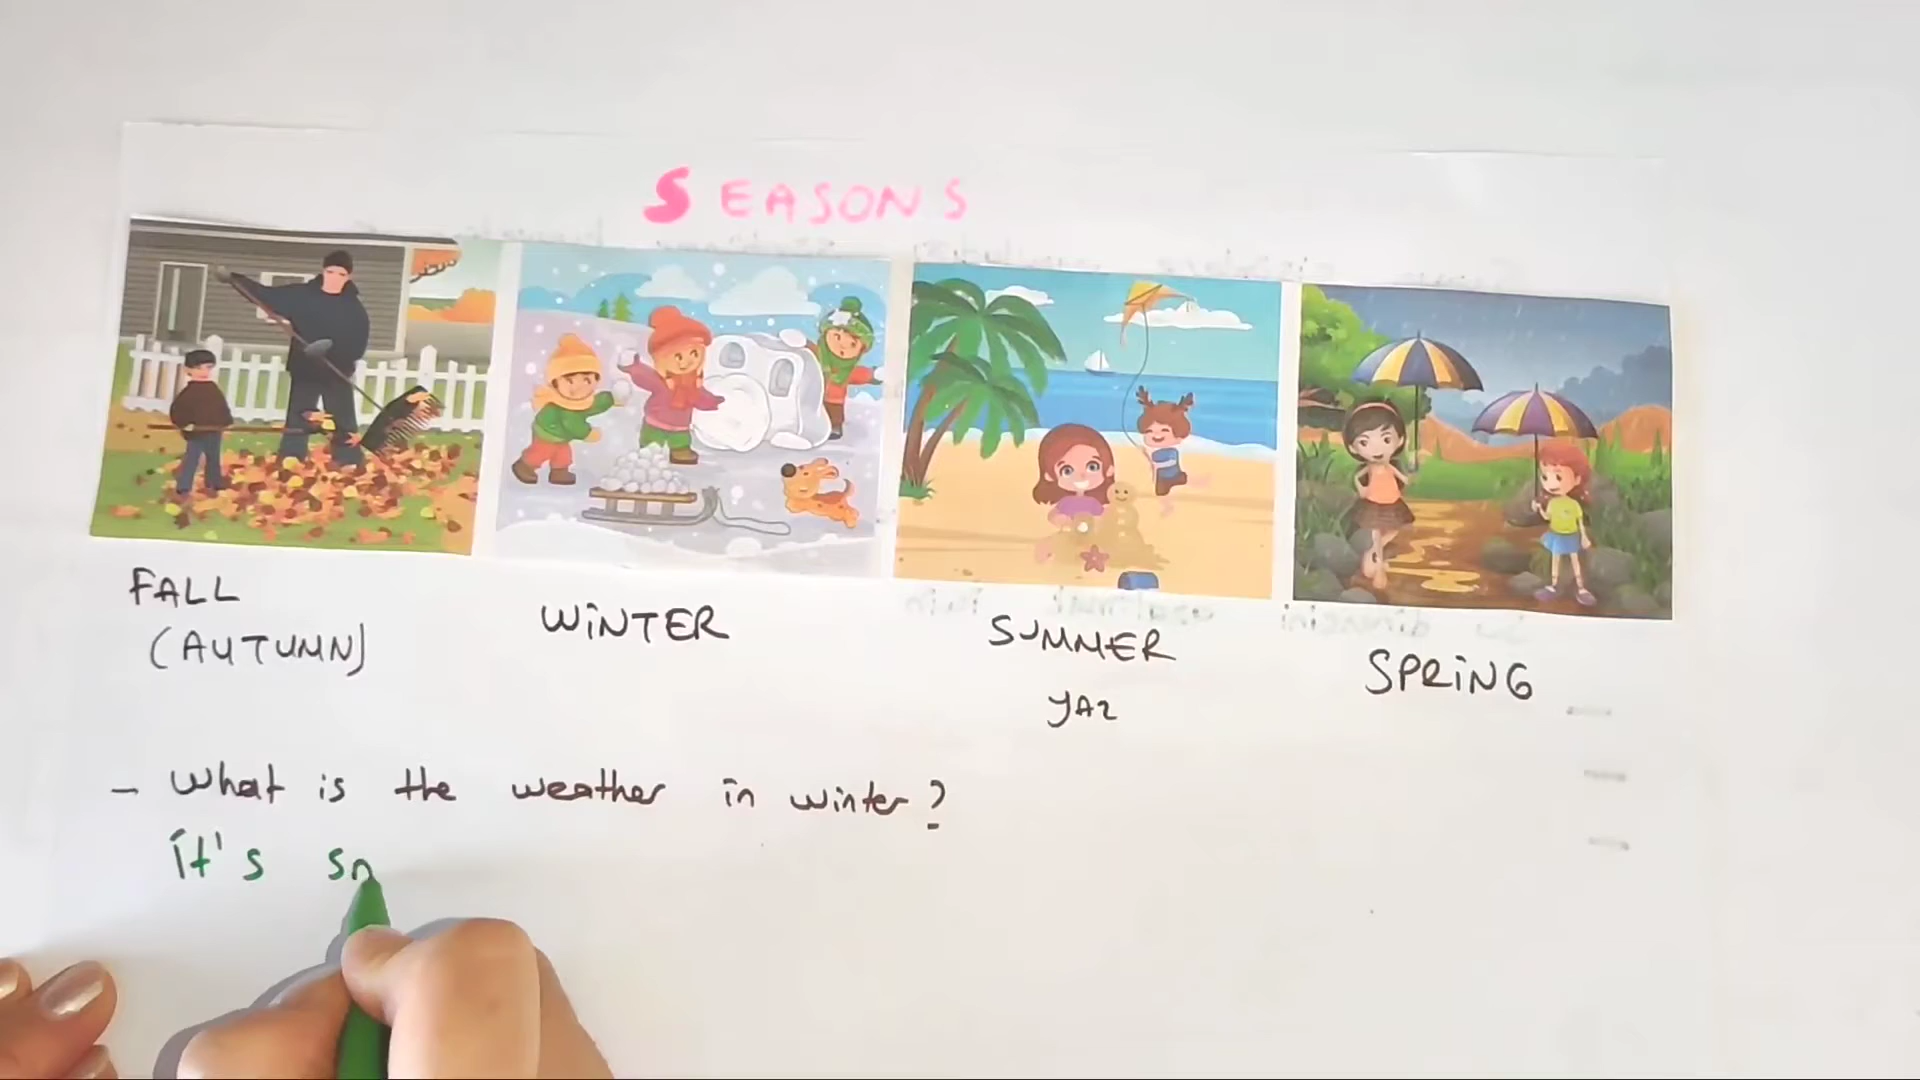 SEASONS
FALL
(AUTUMN)
WINTER
SUMMER
YAZ
SPRING
- What is the weather in winter?
it's sn